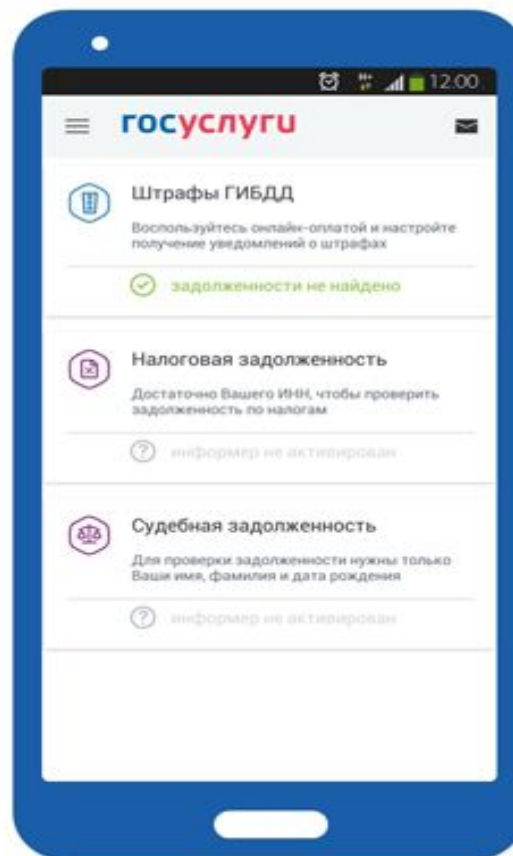 12:00
госуслуги
Штрафы ГИБДД
Воспользуйтесь онлайн-оплатой и настройте
получение уведомлений о штрафах
задолженности не найдено
Налоговая задолженность
Достаточно Вашего ИНН, чтобы проверить
задолженность по налогам
информер не активирован
Судебная задолженность
Для проверки задолженности нужны только
Ваши имя, фамилия и дата рождения
информер не активирован